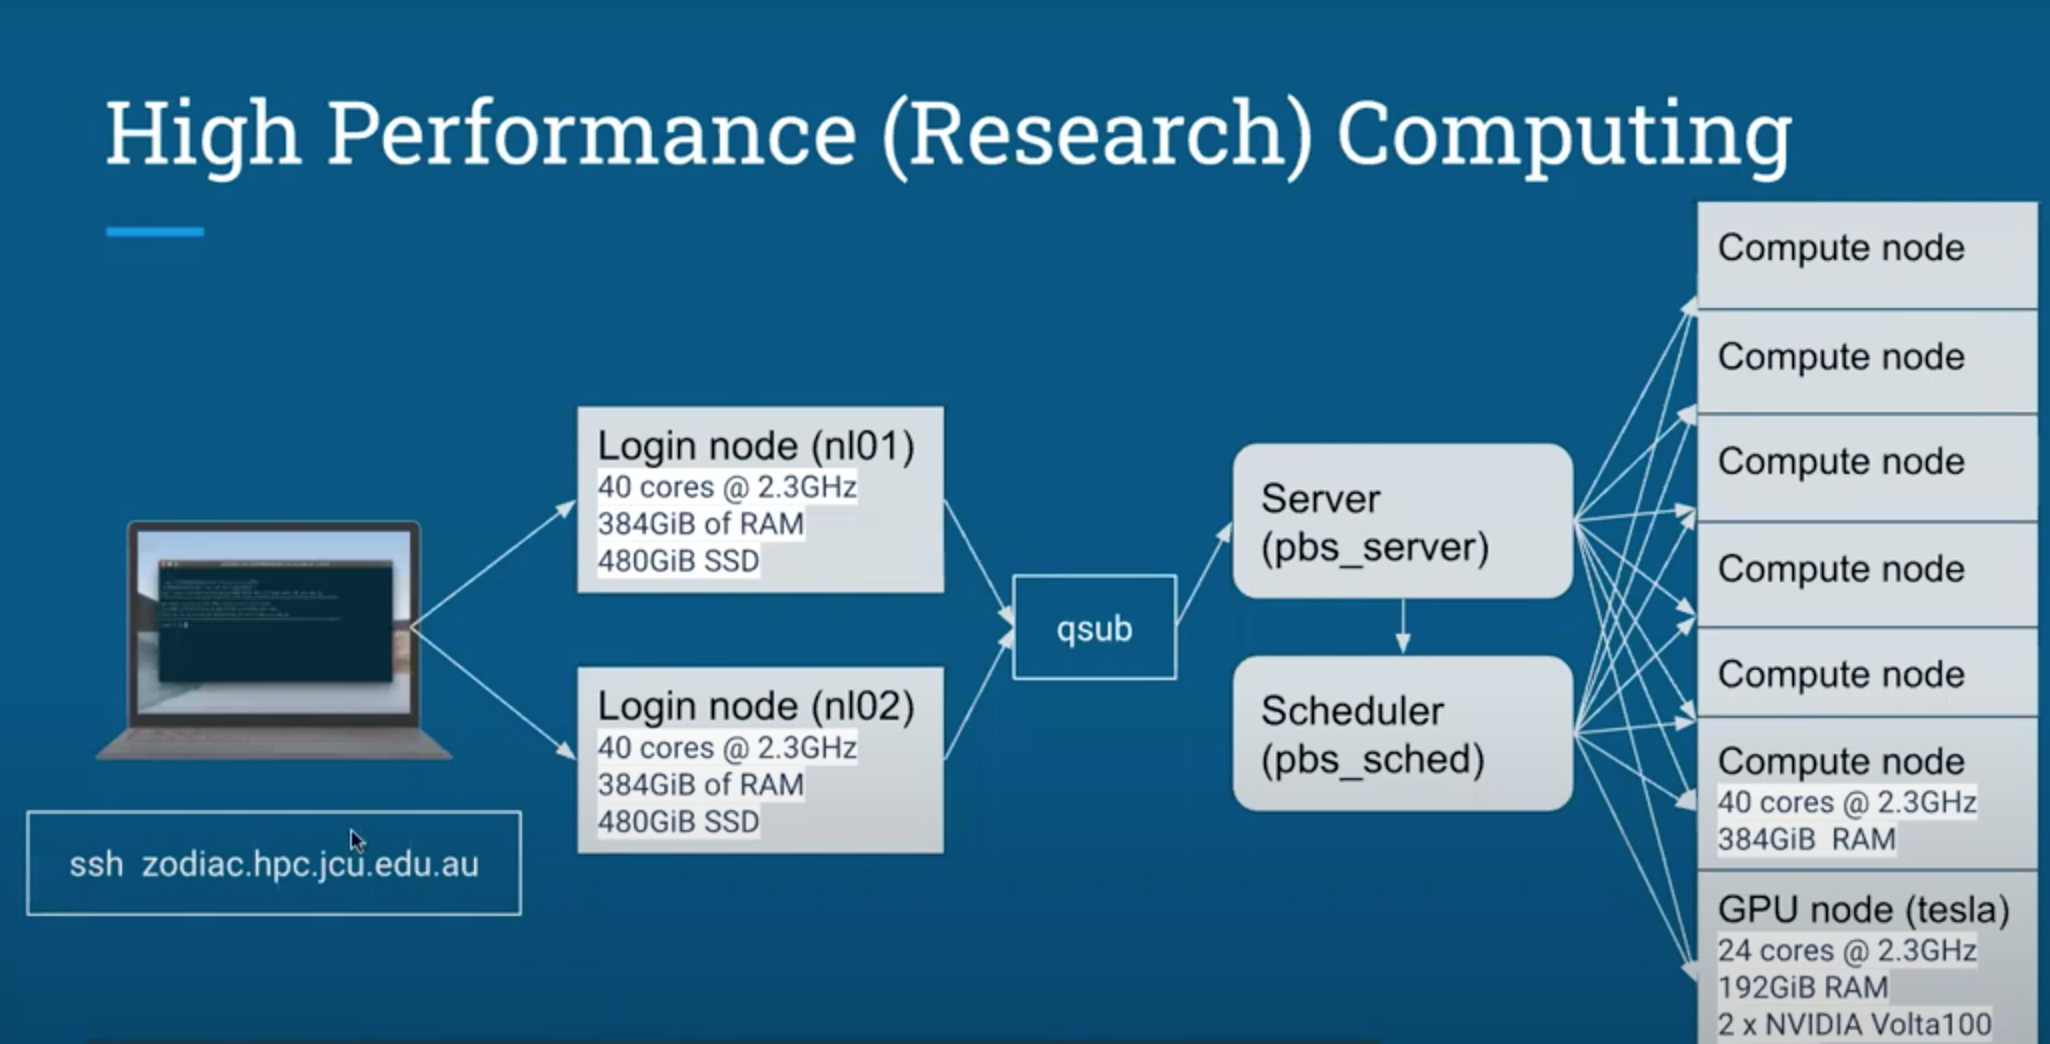 High Performance (Research) Computing
ssh zodiac.hpc.jcu.edu.au
Login node (nl01)
40 cores @ 2.3GHz
384GiB of RAM
480GiB SSD
Login node (nl02)
40 cores @ 2.3GHz
384GiB of RAM
480GiB SSD
qsub
Server
(pbs_server)
Scheduler
(pbs_sched)
Compute node
Compute node
Compute node
Compute node
Compute node
Compute node
40 cores @ 2.3GHz
384GiB RAM
GPU node (tesla)
24 cores @ 2.3GHz
192GiB RAM
2 x NVIDIA Volta100